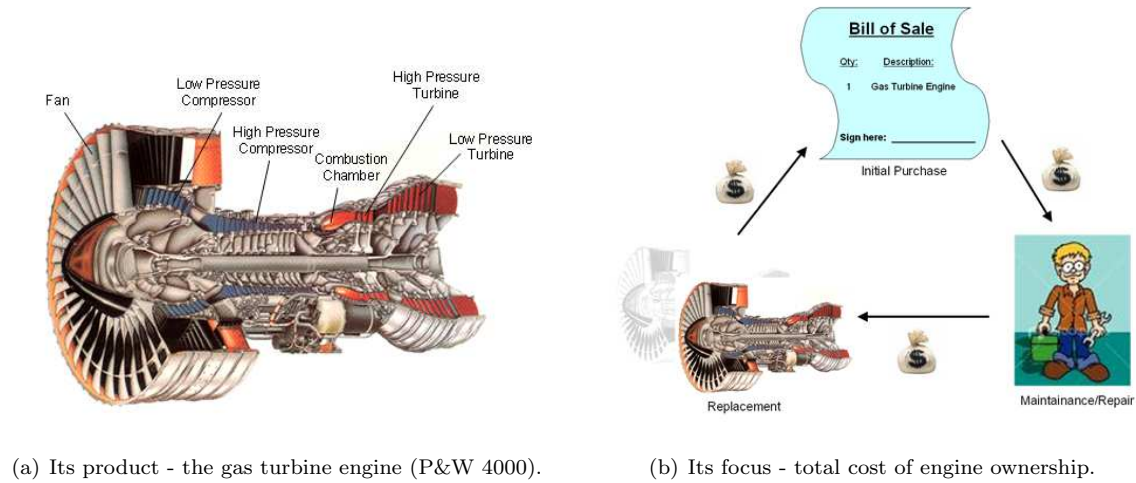 Fan
Low Pressure
Compressor
High Pressure
Compressor
Combustion
Chamber
High Pressure
Turbine
Low Pressure
Turbine
(a) Its product - the gas turbine engine (P&W 4000).
Bill of Sale
Qty: Description:
1 Gas Turbine Engine
Sign here: ____________________
Initial Purchase
$
$
$
Maintainance/Repair
Replacement
(b) Its focus - total cost of engine ownership.